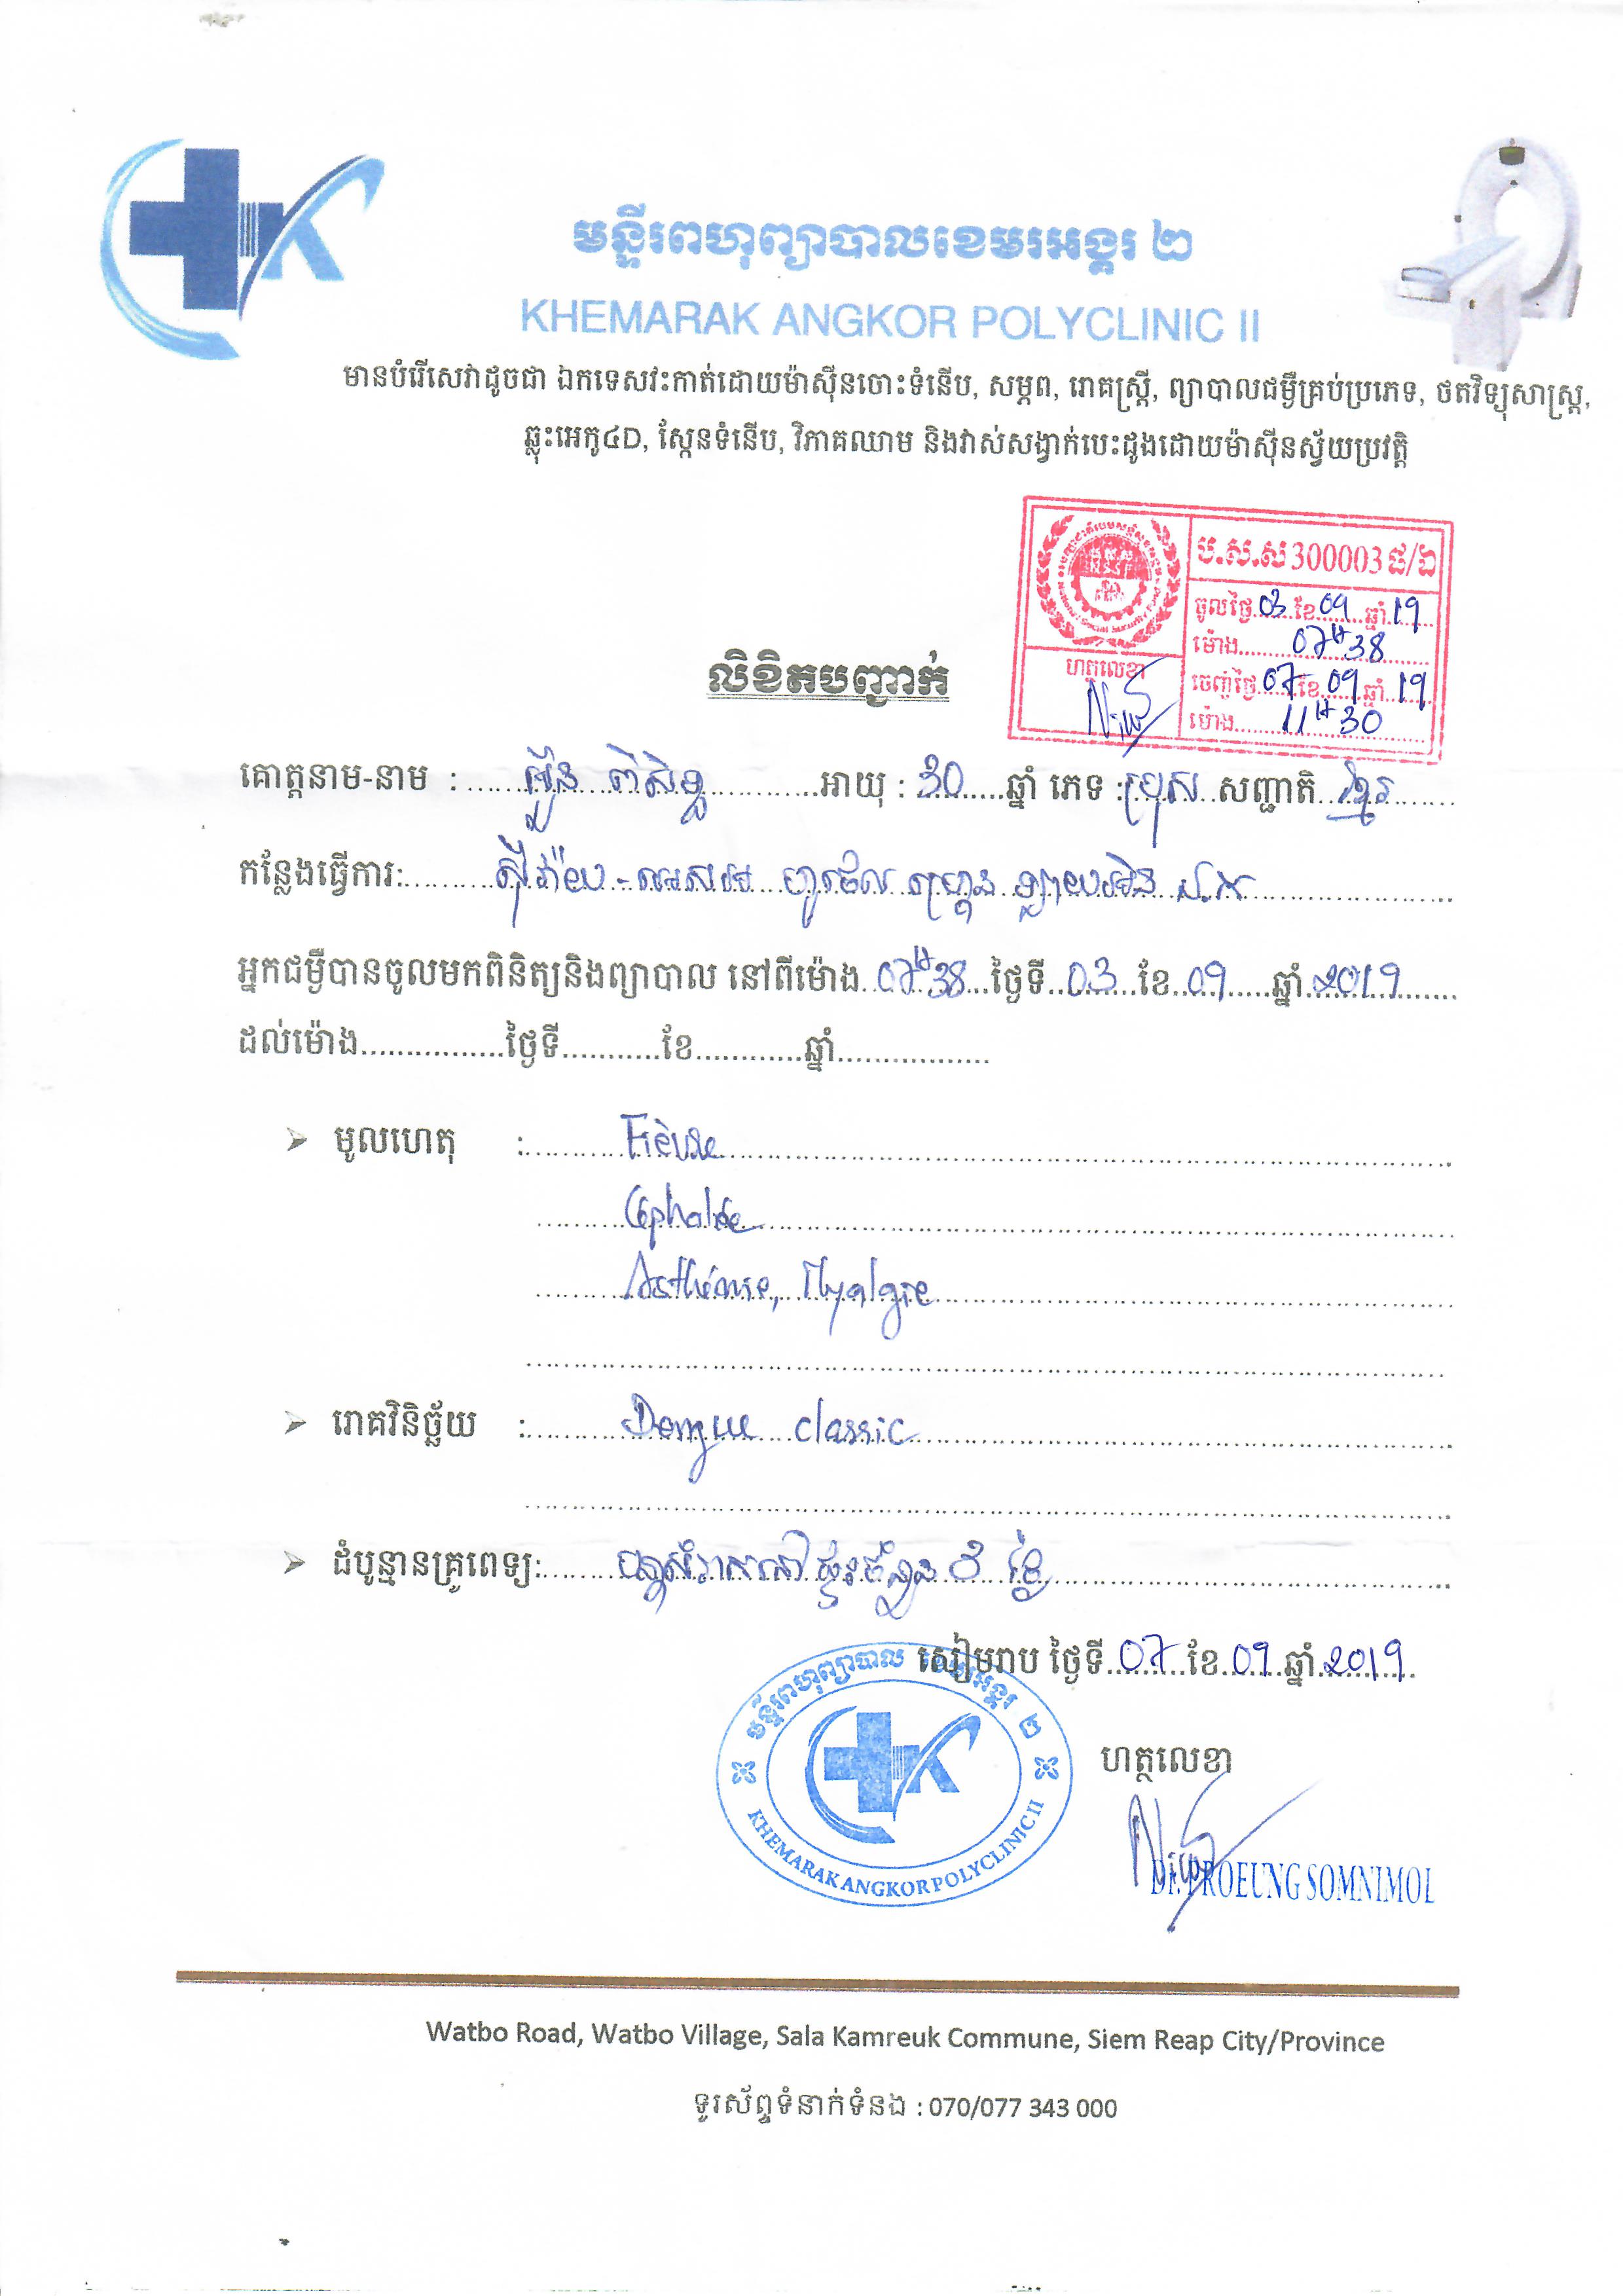 មន្ទីរពហុព្យាបាលខេមរអង្គរ ២
KHEMARAK ANGKOR POLYCLINIC II
មានបំរើសេវាដូចជា ឯកទេសវះកាត់ដោយម៉ាស៊ីនចោះទំនើប, សម្ភព, រោគស្ត្រី, ព្យាបាលជម្ងឺគ្រប់ប្រភេទ, ថតវិទ្យុសាស្ត្រ,
ឆ្លុះអេកូ៤D, ស្កែនទំនើប, វិភាគឈាម និងវាស់សង្វាក់បេះដូងដោយម៉ាស៊ីនស្វ័យប្រវត្តិ
ប.ស.ស 300003
ចូលថ្ងៃ 03 ខែ 09 ឆ្នាំ 19
ម៉ោង 07H38
ហត្ថលេខា
ចេញថ្ងៃ 07 ខែ 09 ឆ្នាំ 19
ម៉ោង 11H30
លិខិតបញ្ជាក់
គោត្តនាម-នាម : ពិសិទ្ធ អាយុ : 30 ឆ្នាំ ភេទ : ប្រុស សញ្ជាតិ ខ្មែរ
កន្លែងធ្វើការ:
អ្នកជម្ងឺបានចូលមកពិនិត្យនិងព្យាបាល នៅពីម៉ោង 07H38 ថ្ងៃទី 03 ខែ 09 ឆ្នាំ 2019
ដល់ម៉ោង ថ្ងៃទី ខែ ឆ្នាំ
មូលហេតុ : Fièvre
Céphalée
Asthénie, Myalgie
រោគវិនិច្ឆ័យ : Dengue classic
ដំបូន្មានគ្រូពេទ្យ: ថ្ងៃ
សៀមរាប ថ្ងៃទី 07 ខែ 09 ឆ្នាំ 2019
មន្ទីរពហុព្យាបាល ខេមរអង្គរ ២
KHEMARAK ANGKOR POLYCLINIC II
ហត្ថលេខា
Dr. PROEUNG SOMNIMOL
Watbo Road, Watbo Village, Sala Kamreuk Commune, Siem Reap City/Province
ទូរស័ព្ទទំនាក់ទំនង : 070/077 343 000